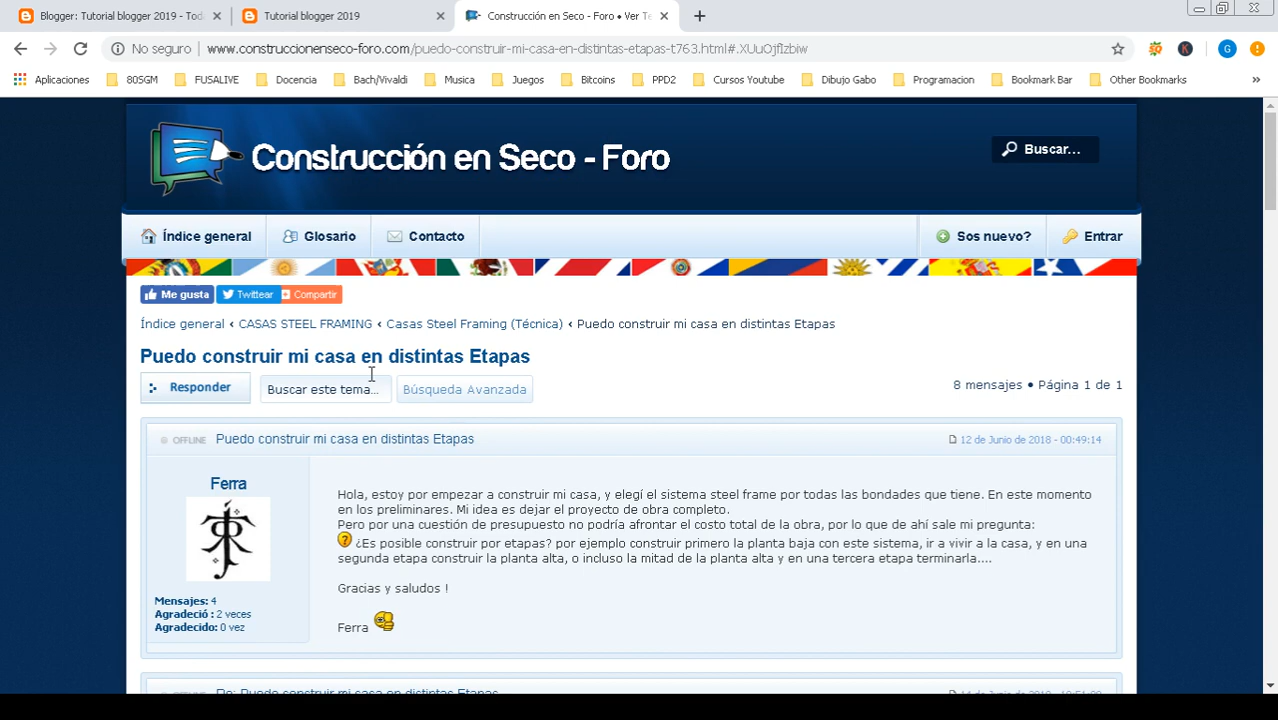 Blogger: Tutorial blogger 2019 - Tod
Tutorial blogger 2019
Construcción en Seco - Foro • Ver Te
No seguro
www.construccionenseco-foro.com/puedo-construir-mi-casa-en-distintas-etapas-t763.html#.XUuOjfIzbiw
Aplicaciones
80SGM
FUSALIVE
Docencia
Bach/Vivaldi
Musica
Juegos
Bitcoins
PPD2
Cursos Youtube
Dibujo Gabo
Programacion
Bookmark Bar
Other Bookmarks
»
Construcción en Seco - Foro
Buscar...
Índice general
Glosario
Contacto
Sos nuevo?
Entrar
Me gusta
Twittear
Compartir
Índice general ‹ CASAS STEEL FRAMING ‹ Casas Steel Framing (Técnica) ‹ Puedo construir mi casa en distintas Etapas
Puedo construir mi casa en distintas Etapas
Responder
Buscar este tema...
Búsqueda Avanzada
8 mensajes • Página 1 de 1
OFFLINE
Puedo construir mi casa en distintas Etapas
12 de Junio de 2018 - 00:49:14
Ferra
Mensajes: 4
Agradeció : 2 veces
Agradecido: 0 vez
Hola, estoy por empezar a construir mi casa, y elegí el sistema steel frame por todas las bondades que tiene. En este momento
en los preliminares. Mi idea es dejar el proyecto de obra completo.
Pero por una cuestión de presupuesto no podría afrontar el costo total de la obra, por lo que de ahí sale mi pregunta:
¿Es posible construir por etapas? por ejemplo construir primero la planta baja con este sistema, ir a vivir a la casa, y en una
segunda etapa construir la planta alta, o incluso la mitad de la planta alta y en una tercera etapa terminarla....
Gracias y saludos !
Ferra
Re: Puedo construir mi casa en distintas Etapas